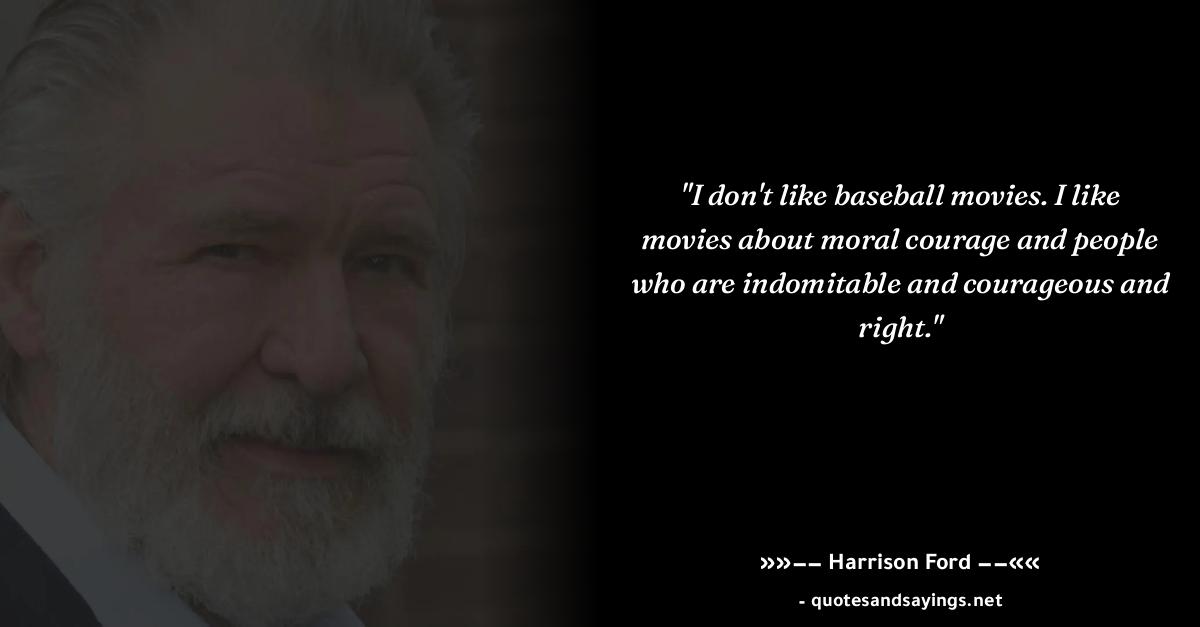 "I don't like baseball movies. I like
movies about moral courage and people
who are indomitable and courageous and
right."
»»–– Harrison Ford ––««
- quotesandsayings.net